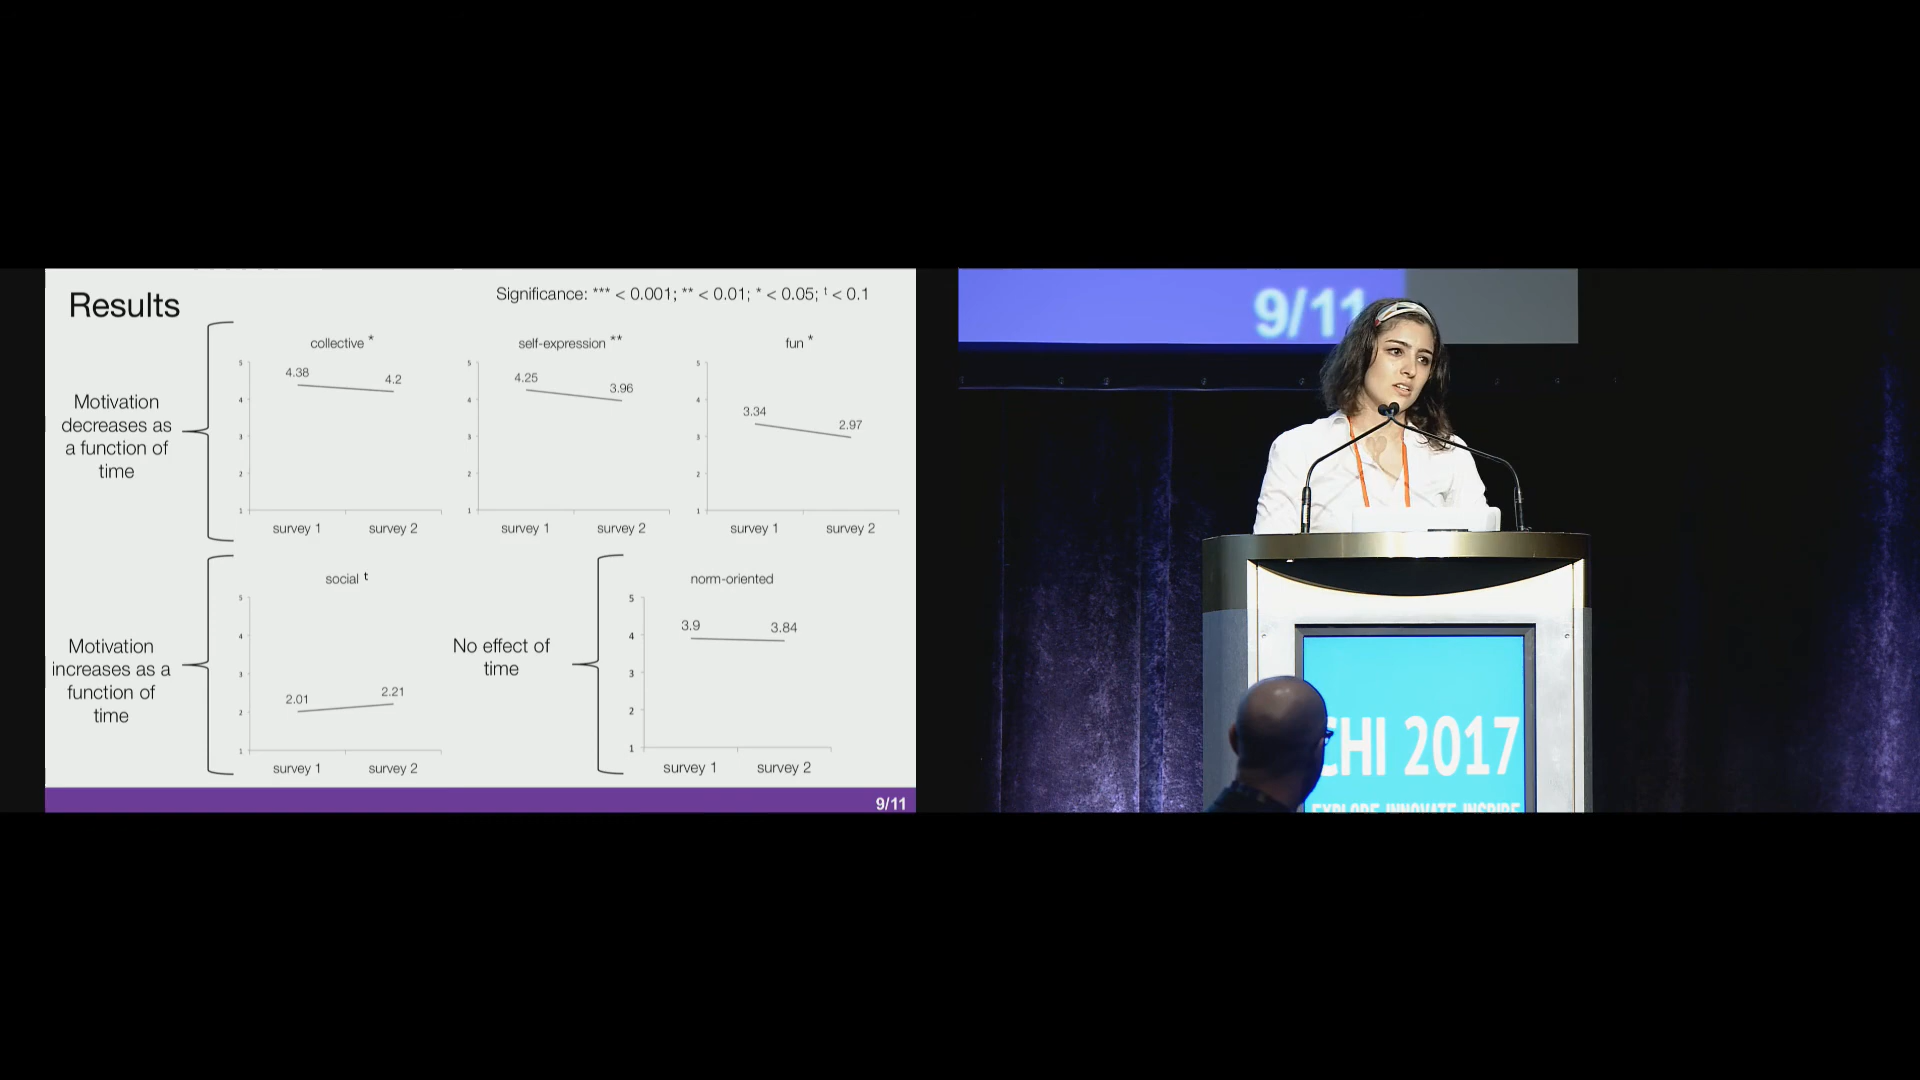 Results
Significance: *** < 0.001; ** < 0.01; * < 0.05; t < 0.1
Motivation
decreases as
a function of
time
collective *
5
4
3
2
1
4.38
4.2
survey 1 survey 2
self-expression **
5
4
3
2
1
4.25
3.96
survey 1 survey 2
fun *
5
4
3
2
1
3.34
2.97
survey 1 survey 2
Motivation
increases as a
function of
time
social t
5
4
3
2
1
2.01
2.21
survey 1 survey 2
No effect of
time
norm-oriented
5
4
3
2
1
3.9
3.84
survey 1 survey 2
9/11
9/11
CHI 2017
EXPLORE INNOVATE INSPIRE